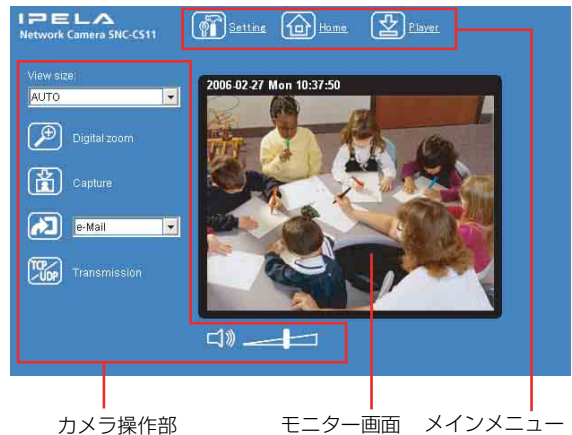 IPELA
Network Camera SNC-CS11
Setting
Home
Player
View size:
AUTO
Digital zoom
Capture
e-Mail
TCP/UDP
Transmission
2006-02-27 Mon 10:37:50
カメラ操作部
モニター画面
メインメニュー